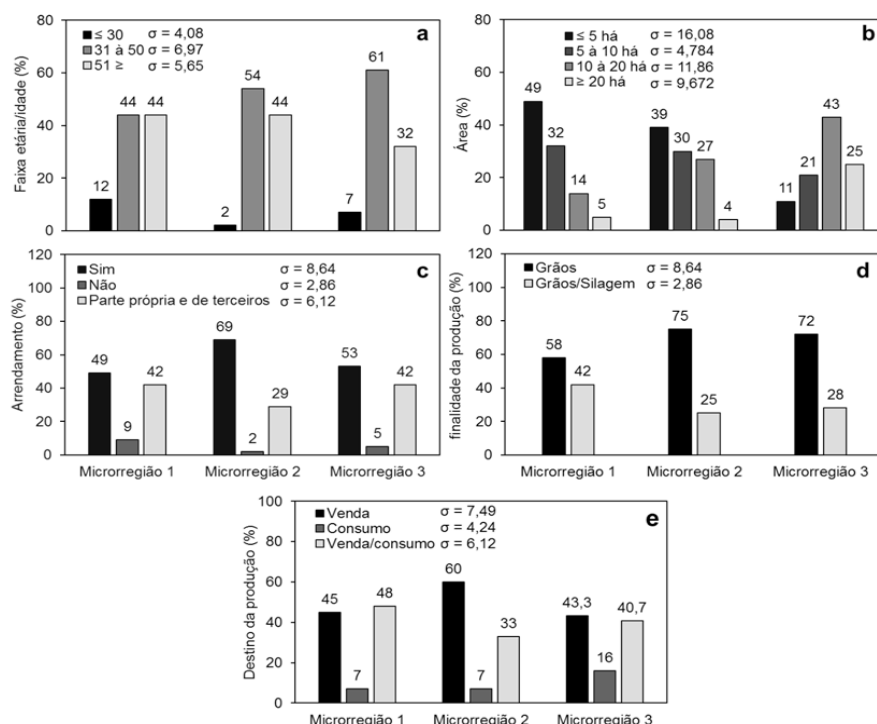 a
≤ 30 σ = 4,08
31 à 50 σ = 6,97
51 ≥ σ = 5,65
Faixa etária/idade (%)
80
60
40
20
0
12 44 44
2 54 44
7 61 32
b
≤ 5 há σ = 16,08
5 à 10 há σ = 4,784
10 à 20 há σ = 11,86
≥ 20 há σ = 9,672
Área (%)
80
60
40
20
0
49 32 14 5
39 30 27 4
11 21 43 25
c
Sim σ = 8,64
Não σ = 2,86
Parte própria e de terceiros σ = 6,12
Arrendamento (%)
120
100
80
60
40
20
0
49 9 42
69 2 29
53 5 42
Microrregião 1 Microrregião 2 Microrregião 3
d
Grãos σ = 8,64
Grãos/Silagem σ = 2,86
finalidade da produção (%)
120
100
80
60
40
20
0
58 42
75 25
72 28
Microrregião 1 Microrregião 2 Microrregião 3
e
Venda σ = 7,49
Consumo σ = 4,24
Venda/consumo σ = 6,12
Destino da produção (%)
100
80
60
40
20
0
45 7 48
60 7 33
43,3 16 40,7
Microrregião 1 Microrregião 2 Microrregião 3